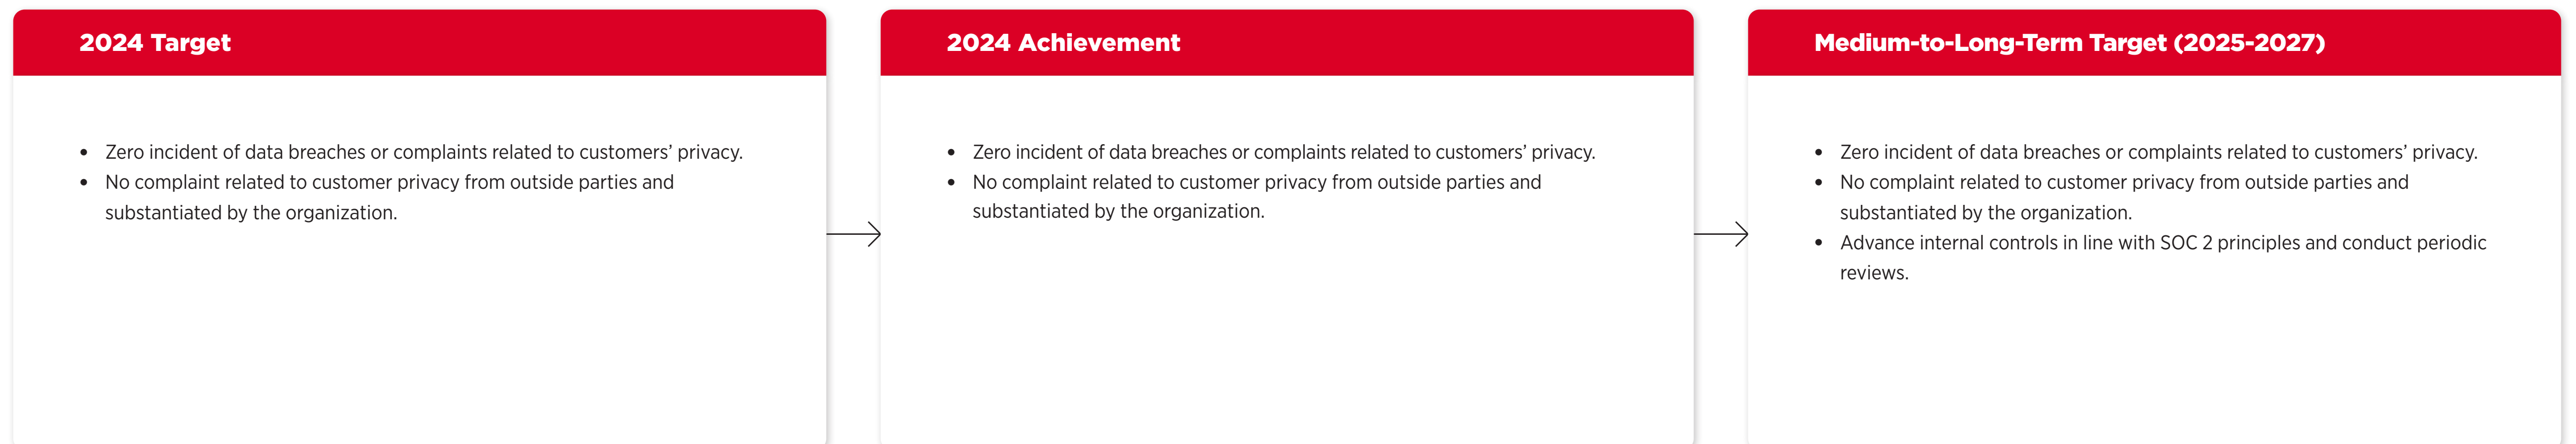 2024 Target
• Zero incident of data breaches or complaints related to customers’ privacy.
• No complaint related to customer privacy from outside parties and
substantiated by the organization.
2024 Achievement
• Zero incident of data breaches or complaints related to customers’ privacy.
• No complaint related to customer privacy from outside parties and
substantiated by the organization.
Medium-to-Long-Term Target (2025-2027)
• Zero incident of data breaches or complaints related to customers’ privacy.
• No complaint related to customer privacy from outside parties and
substantiated by the organization.
• Advance internal controls in line with SOC 2 principles and conduct periodic
reviews.